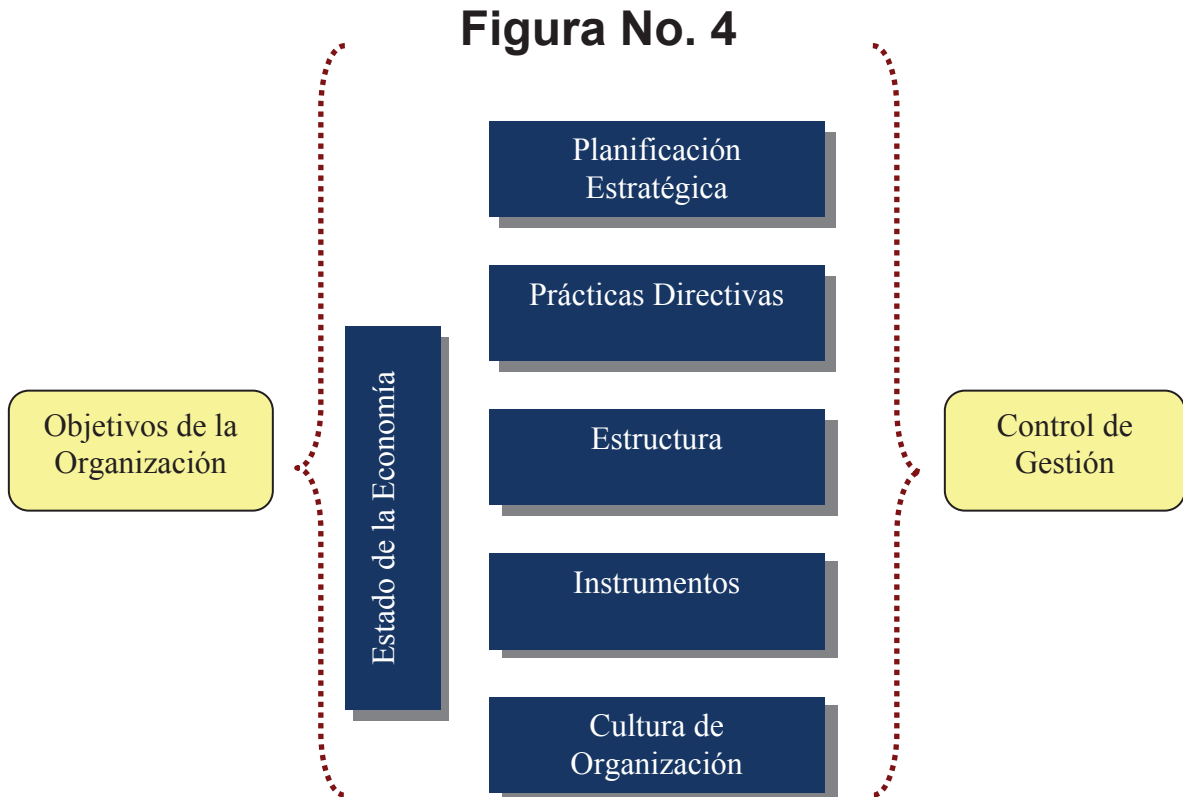 Figura No. 4
Objetivos de la
Organización
Estado de la Economía
Planificación
Estratégica
Prácticas Directivas
Estructura
Instrumentos
Cultura de
Organización
Control de
Gestión